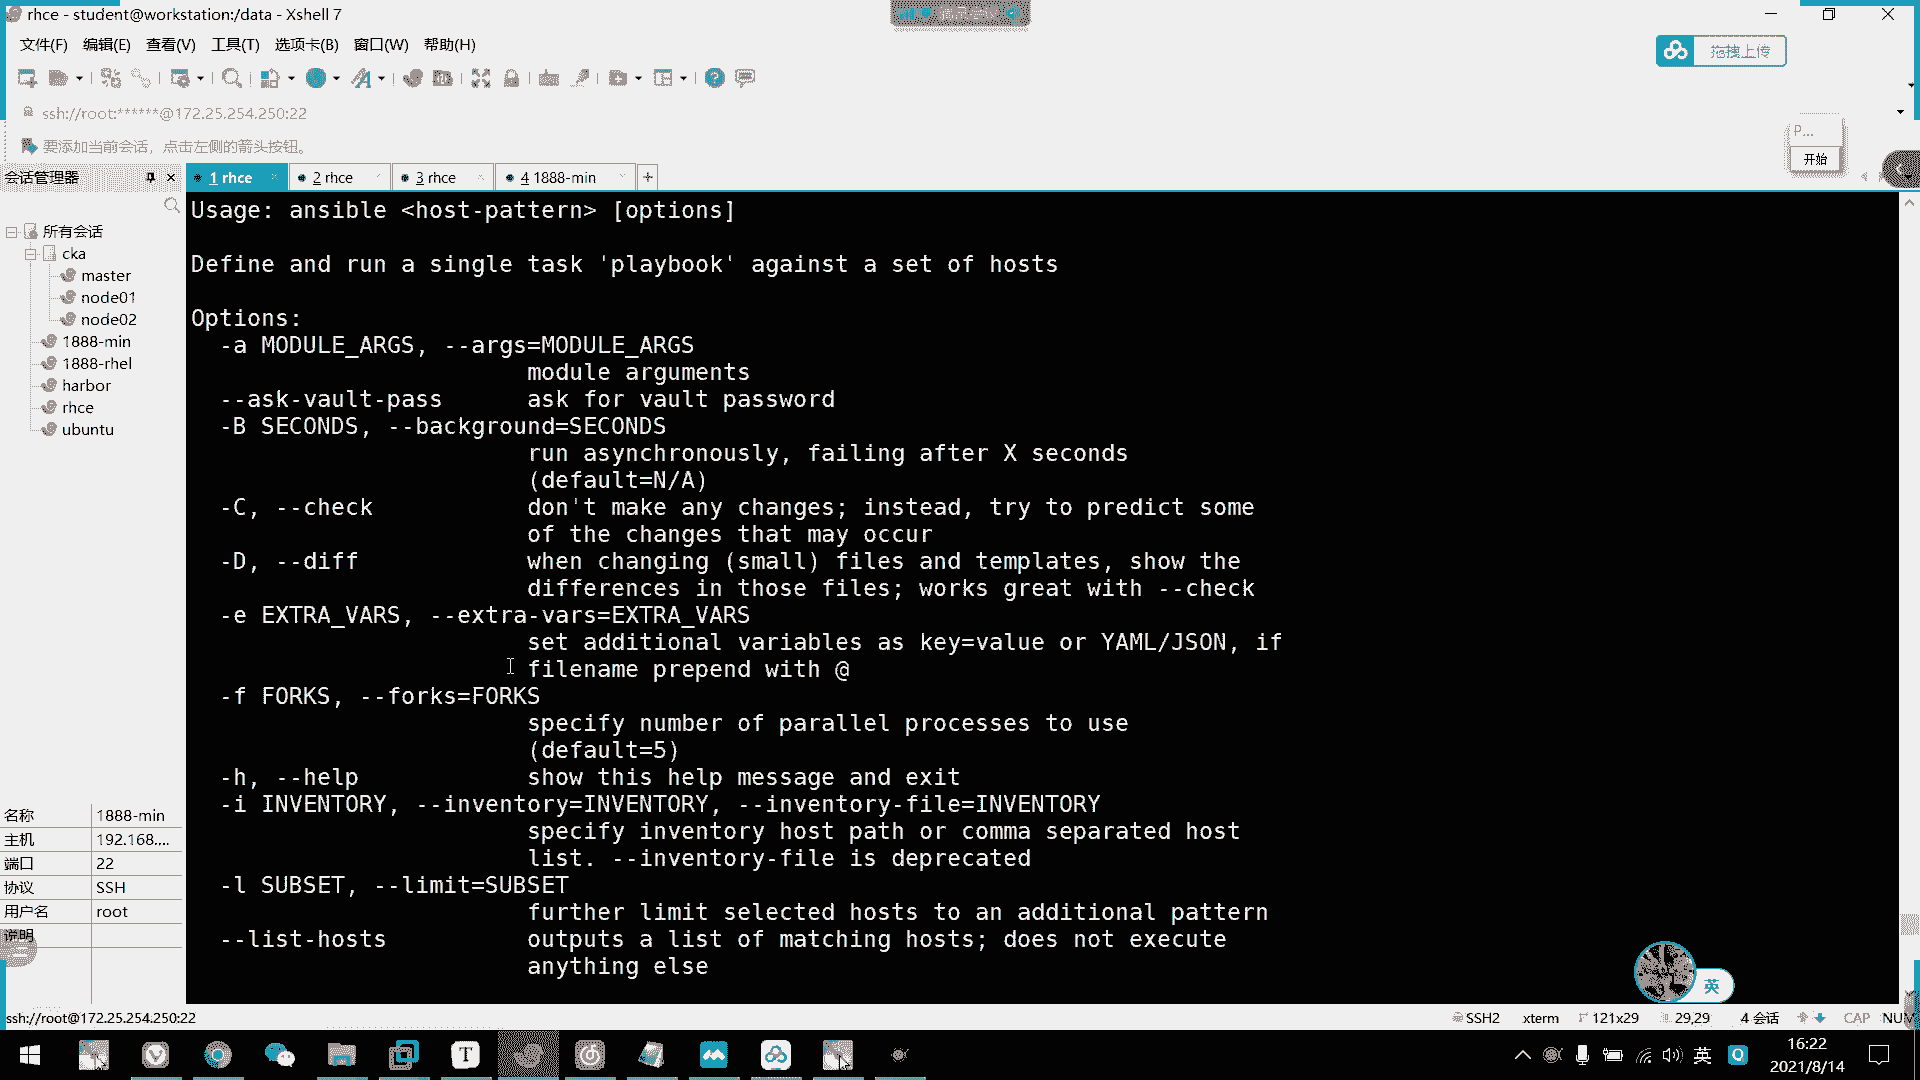 rhce - student@workstation:/data - Xshell 7
文件(F) 编辑(E) 查看(V) 工具(T) 选项卡(B) 窗口(W) 帮助(H)
拖拽上传
ssh://root:******@172.25.254.250:22
要添加当前会话，点击左侧的箭头按钮。
P...
开始
会话管理器
1 rhce
2 rhce
3 rhce
4 1888-min
所有会话
cka
master
node01
node02
1888-min
1888-rhel
harbor
rhce
ubuntu
Usage: ansible <host-pattern> [options]
Define and run a single task 'playbook' against a set of hosts
Options:
-a MODULE_ARGS, --args=MODULE_ARGS
module arguments
--ask-vault-pass ask for vault password
-B SECONDS, --background=SECONDS
run asynchronously, failing after X seconds
(default=N/A)
-C, --check don't make any changes; instead, try to predict some
of the changes that may occur
-D, --diff when changing (small) files and templates, show the
differences in those files; works great with --check
-e EXTRA_VARS, --extra-vars=EXTRA_VARS
set additional variables as key=value or YAML/JSON, if
filename prepend with @
-f FORKS, --forks=FORKS
specify number of parallel processes to use
(default=5)
-h, --help show this help message and exit
-i INVENTORY, --inventory=INVENTORY, --inventory-file=INVENTORY
specify inventory host path or comma separated host
list. --inventory-file is deprecated
-l SUBSET, --limit=SUBSET
further limit selected hosts to an additional pattern
--list-hosts outputs a list of matching hosts; does not execute
anything else
名称 1888-min
主机 192.168....
端口 22
协议 SSH
用户名 root
说明
英
ssh://root@172.25.254.250:22
SSH2 xterm 121x29 29,29 4 会话 CAP NUM
英
16:22
2021/8/14